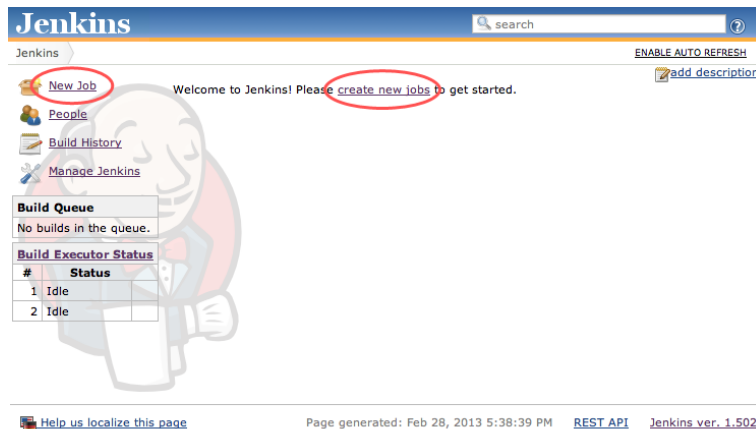 Jenkins
search
Jenkins
ENABLE AUTO REFRESH
add description
New Job
Welcome to Jenkins! Please create new jobs to get started.
People
Build History
Manage Jenkins
Build Queue
No builds in the queue.
Build Executor Status
# Status
1 Idle
2 Idle
Help us localize this page
Page generated: Feb 28, 2013 5:38:39 PM
REST API
Jenkins ver. 1.502